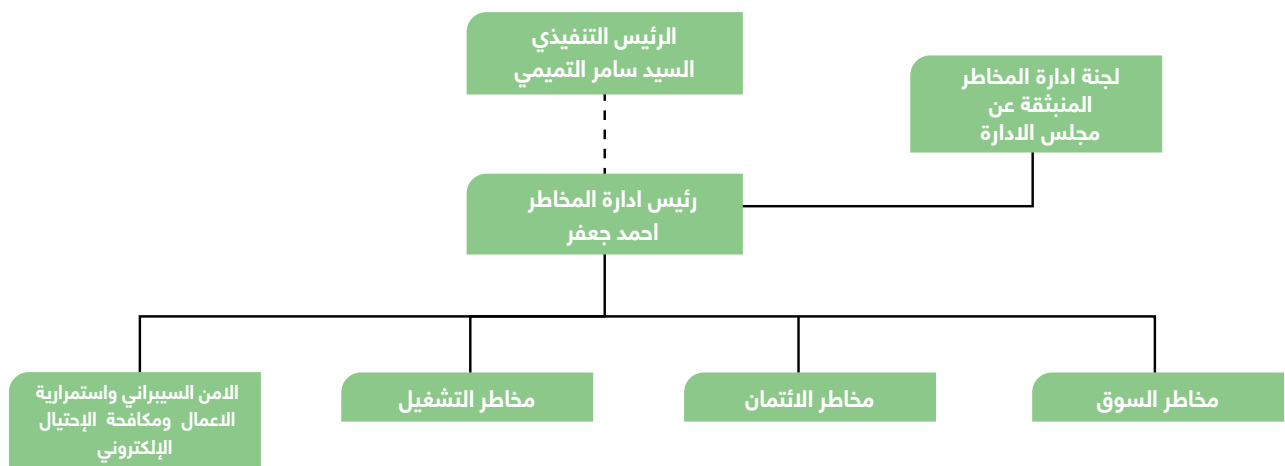 الرئيس التنفيذي
السيد سامر التميمي
لجنة ادارة المخاطر
المنبثقة عن
مجلس الادارة
رئيس ادارة المخاطر
احمد جعفر
مخاطر السوق
مخاطر الائتمان
مخاطر التشغيل
الامن السيبراني واستمرارية
الاعمال ومكافحة الإحتيال
الإلكتروني